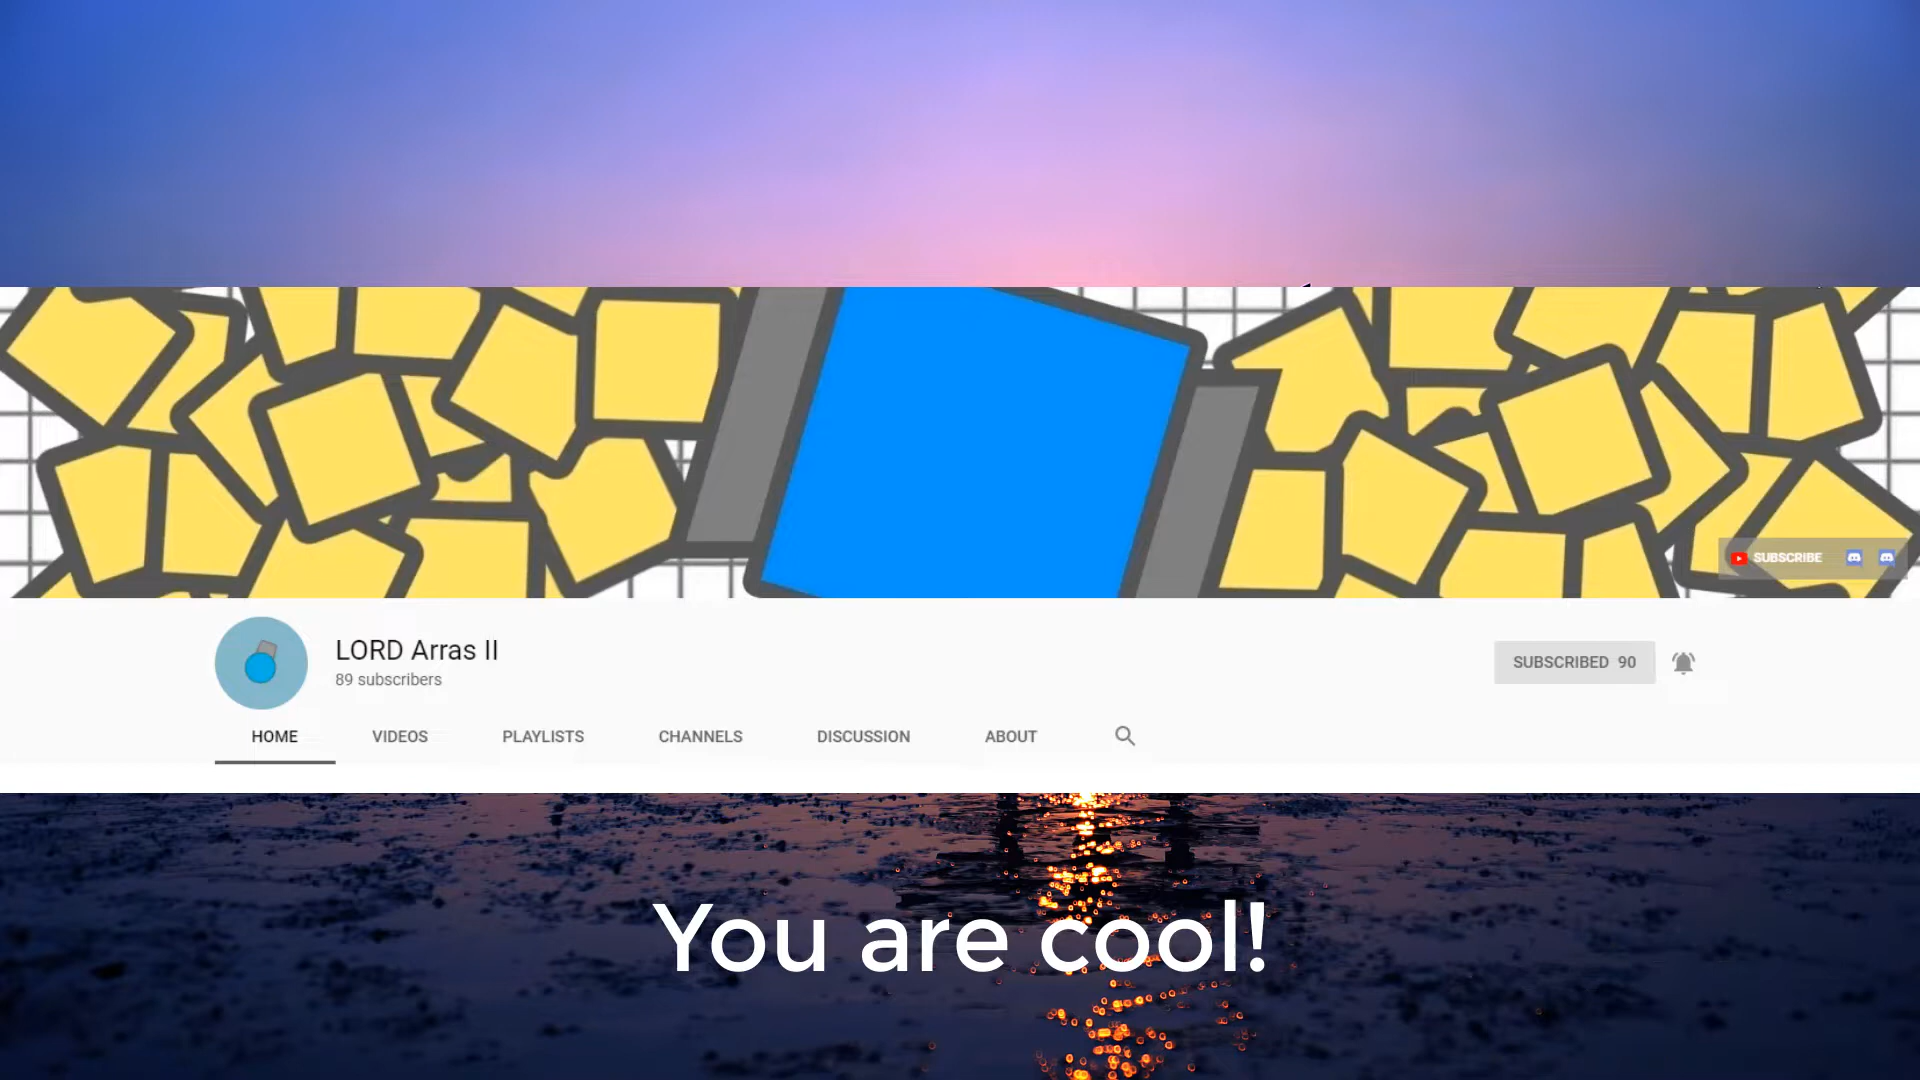 SUBSCRIBE
LORD Arras II
89 subscribers
SUBSCRIBED 90
HOME VIDEOS PLAYLISTS CHANNELS DISCUSSION ABOUT
You are cool!